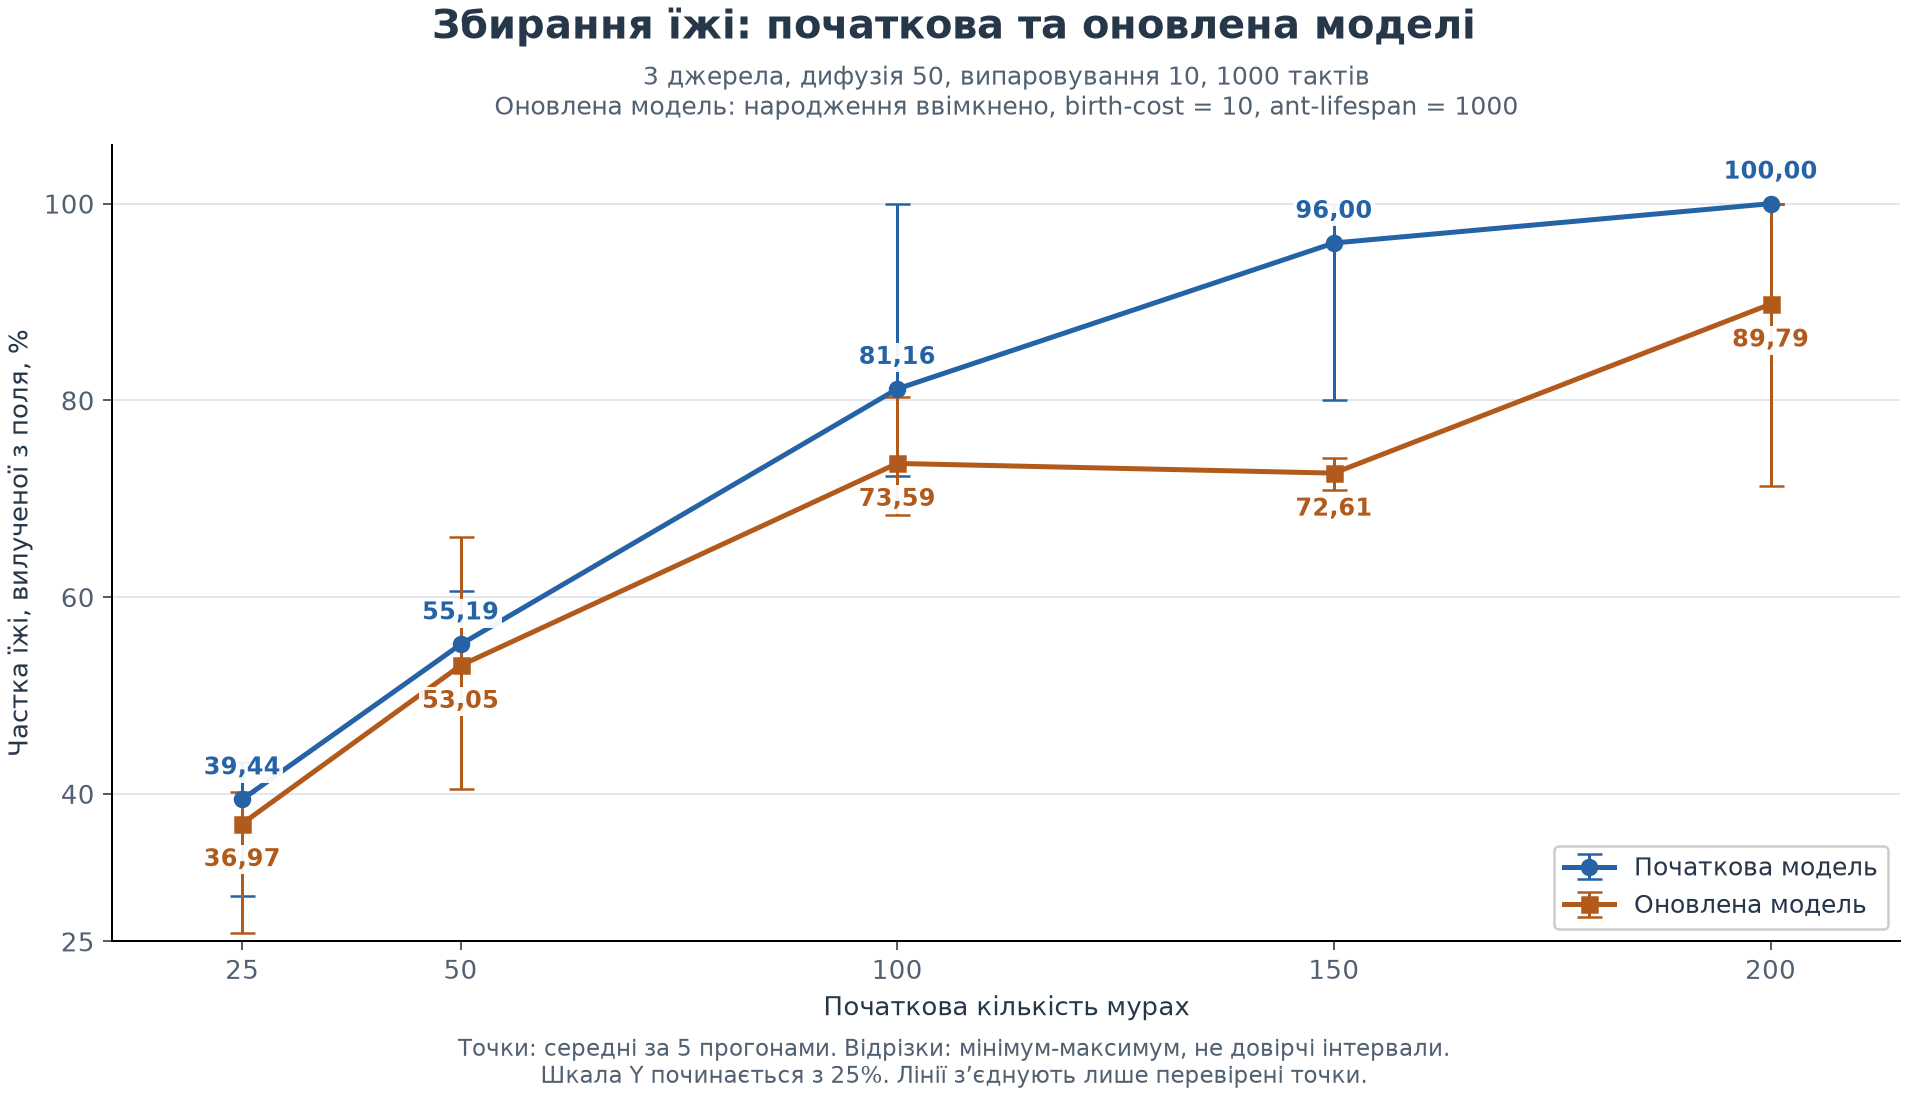 Збирання їжі: початкова та оновлена моделі
3 джерела, дифузія 50, випаровування 10, 1000 тактів
Оновлена модель: народження ввімкнено, birth-cost = 10, ant-lifespan = 1000
Частка їжі, вилученої з поля, %
100
80
60
40
25
39,44
55,19
81,16
96,00
100,00
36,97
53,05
73,59
72,61
89,79
Початкова модель
Оновлена модель
25
50
100
150
200
Початкова кількість мурах
Точки: середні за 5 прогонами. Відрізки: мінімум-максимум, не довірчі інтервали.
Шкала Y починається з 25%. Лінії з’єднують лише перевірені точки.